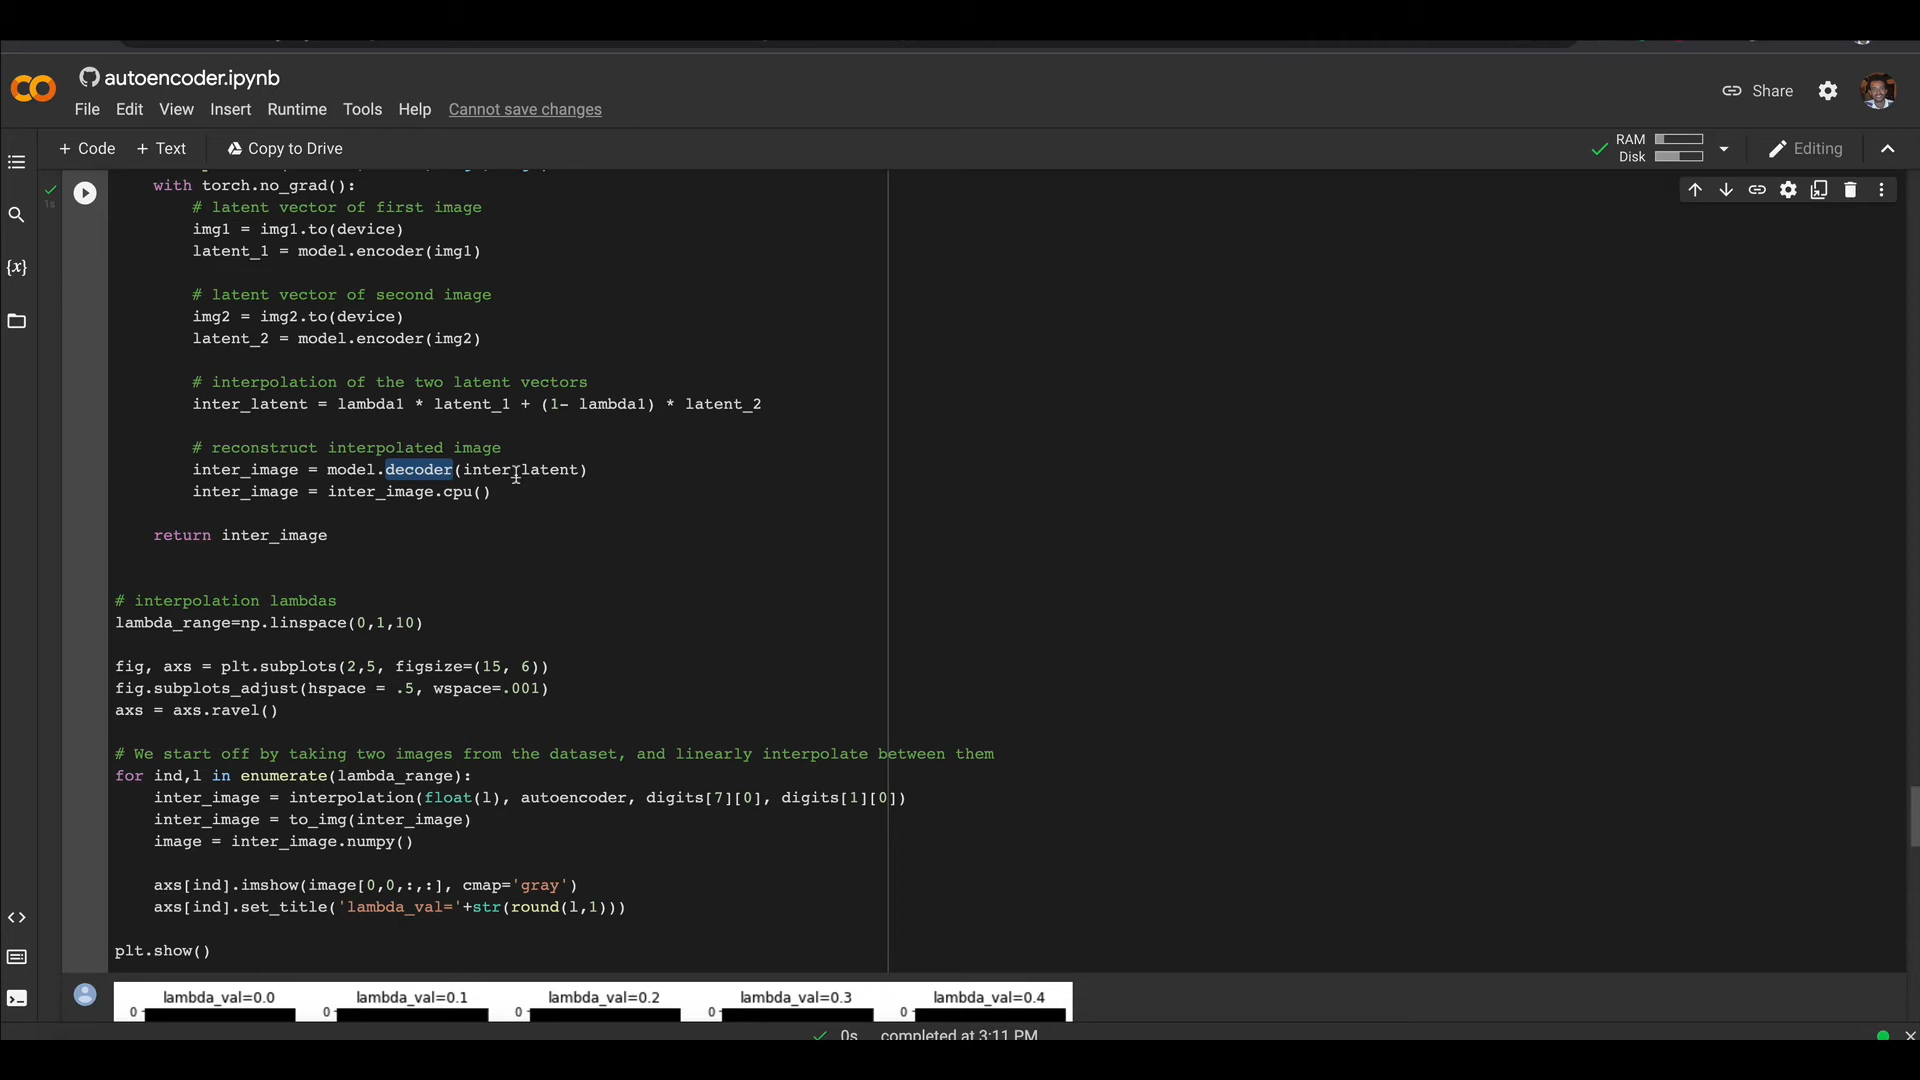 autoencoder.ipynb
File Edit View Insert Runtime Tools Help Cannot save changes
Share
+ Code + Text Copy to Drive
RAM
Disk
Editing
1s
with torch.no_grad():
# latent vector of first image
img1 = img1.to(device)
latent_1 = model.encoder(img1)
# latent vector of second image
img2 = img2.to(device)
latent_2 = model.encoder(img2)
# interpolation of the two latent vectors
inter_latent = lambda1 * latent_1 + (1- lambda1) * latent_2
# reconstruct interpolated image
inter_image = model.decoder(inter_latent)
inter_image = inter_image.cpu()
return inter_image
# interpolation lambdas
lambda_range=np.linspace(0,1,10)
fig, axs = plt.subplots(2,5, figsize=(15, 6))
fig.subplots_adjust(hspace = .5, wspace=.001)
axs = axs.ravel()
# We start off by taking two images from the dataset, and linearly interpolate between them
for ind,l in enumerate(lambda_range):
inter_image = interpolation(float(l), autoencoder, digits[7][0], digits[1][0])
inter_image = to_img(inter_image)
image = inter_image.numpy()
axs[ind].imshow(image[0,0,:,:], cmap='gray')
axs[ind].set_title('lambda_val='+str(round(l,1)))
plt.show()
lambda_val=0.0 lambda_val=0.1 lambda_val=0.2 lambda_val=0.3 lambda_val=0.4
0 0 0 0 0
0s completed at 3:11 PM